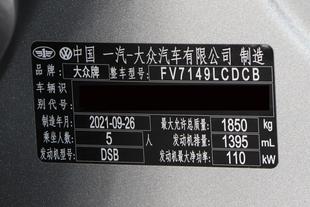 中国 一汽-大众汽车有限公司 制造
品牌: 大众牌 整车型号: FV7149LCDCB
车辆识
别代号:
制造年月 2021-09-26 最大允许总质量: 1850 kg
乘坐人数 5 人 发动机排量: 1395 mL
发动机型号: DSB 发动机最大净功率: 110 kW